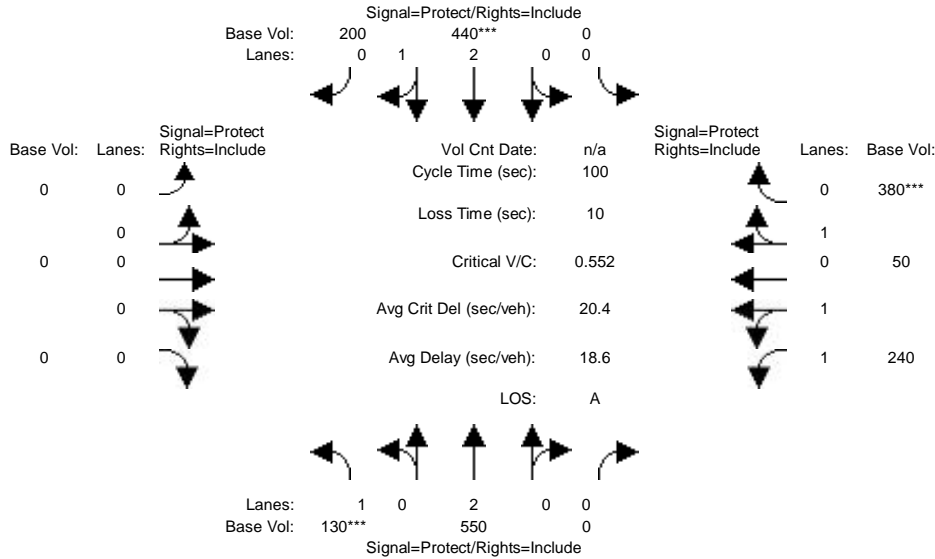 Signal=Protect/Rights=Include
Base Vol: 200 440*** 0
Lanes: 0 1 2 0 0
Signal=Protect
Base Vol: Lanes: Rights=Include
Vol Cnt Date: n/a
Signal=Protect
Rights=Include Lanes: Base Vol:
Cycle Time (sec): 100
0 0
0 380***
Loss Time (sec): 10
0
1
0 0
Critical V/C: 0.552
0 50
0
Avg Crit Del (sec/veh): 20.4
1
0 0
Avg Delay (sec/veh): 18.6
1 240
LOS: A
Lanes: 1 0 2 0 0
Base Vol: 130*** 550 0
Signal=Protect/Rights=Include